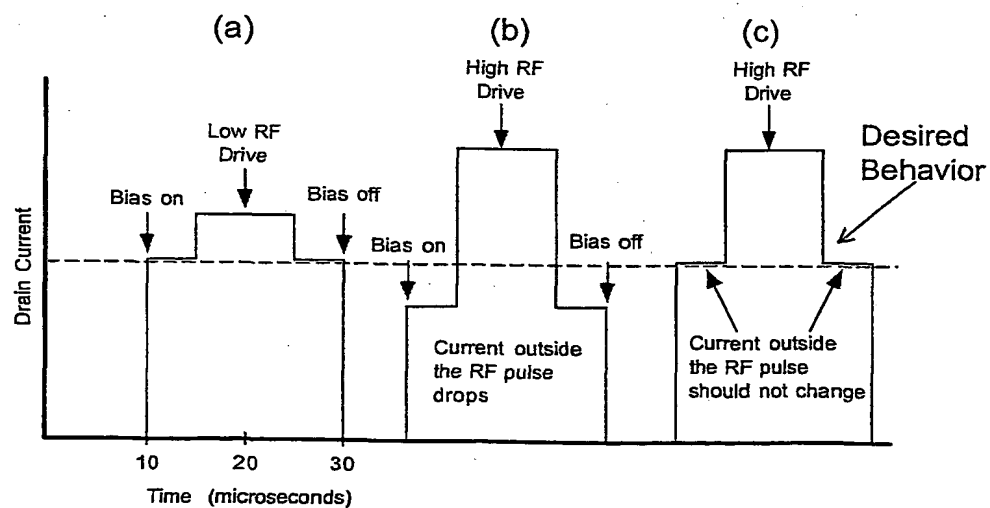 (a)
(b)
(c)
High RF
Drive
High RF
Drive
Low RF
Drive
Desired
Behavior
Bias on
Bias off
Bias on
Bias off
Drain Current
Current outside
the RF pulse
drops
Current outside
the RF pulse
should not change
10
20
30
Time (microseconds)